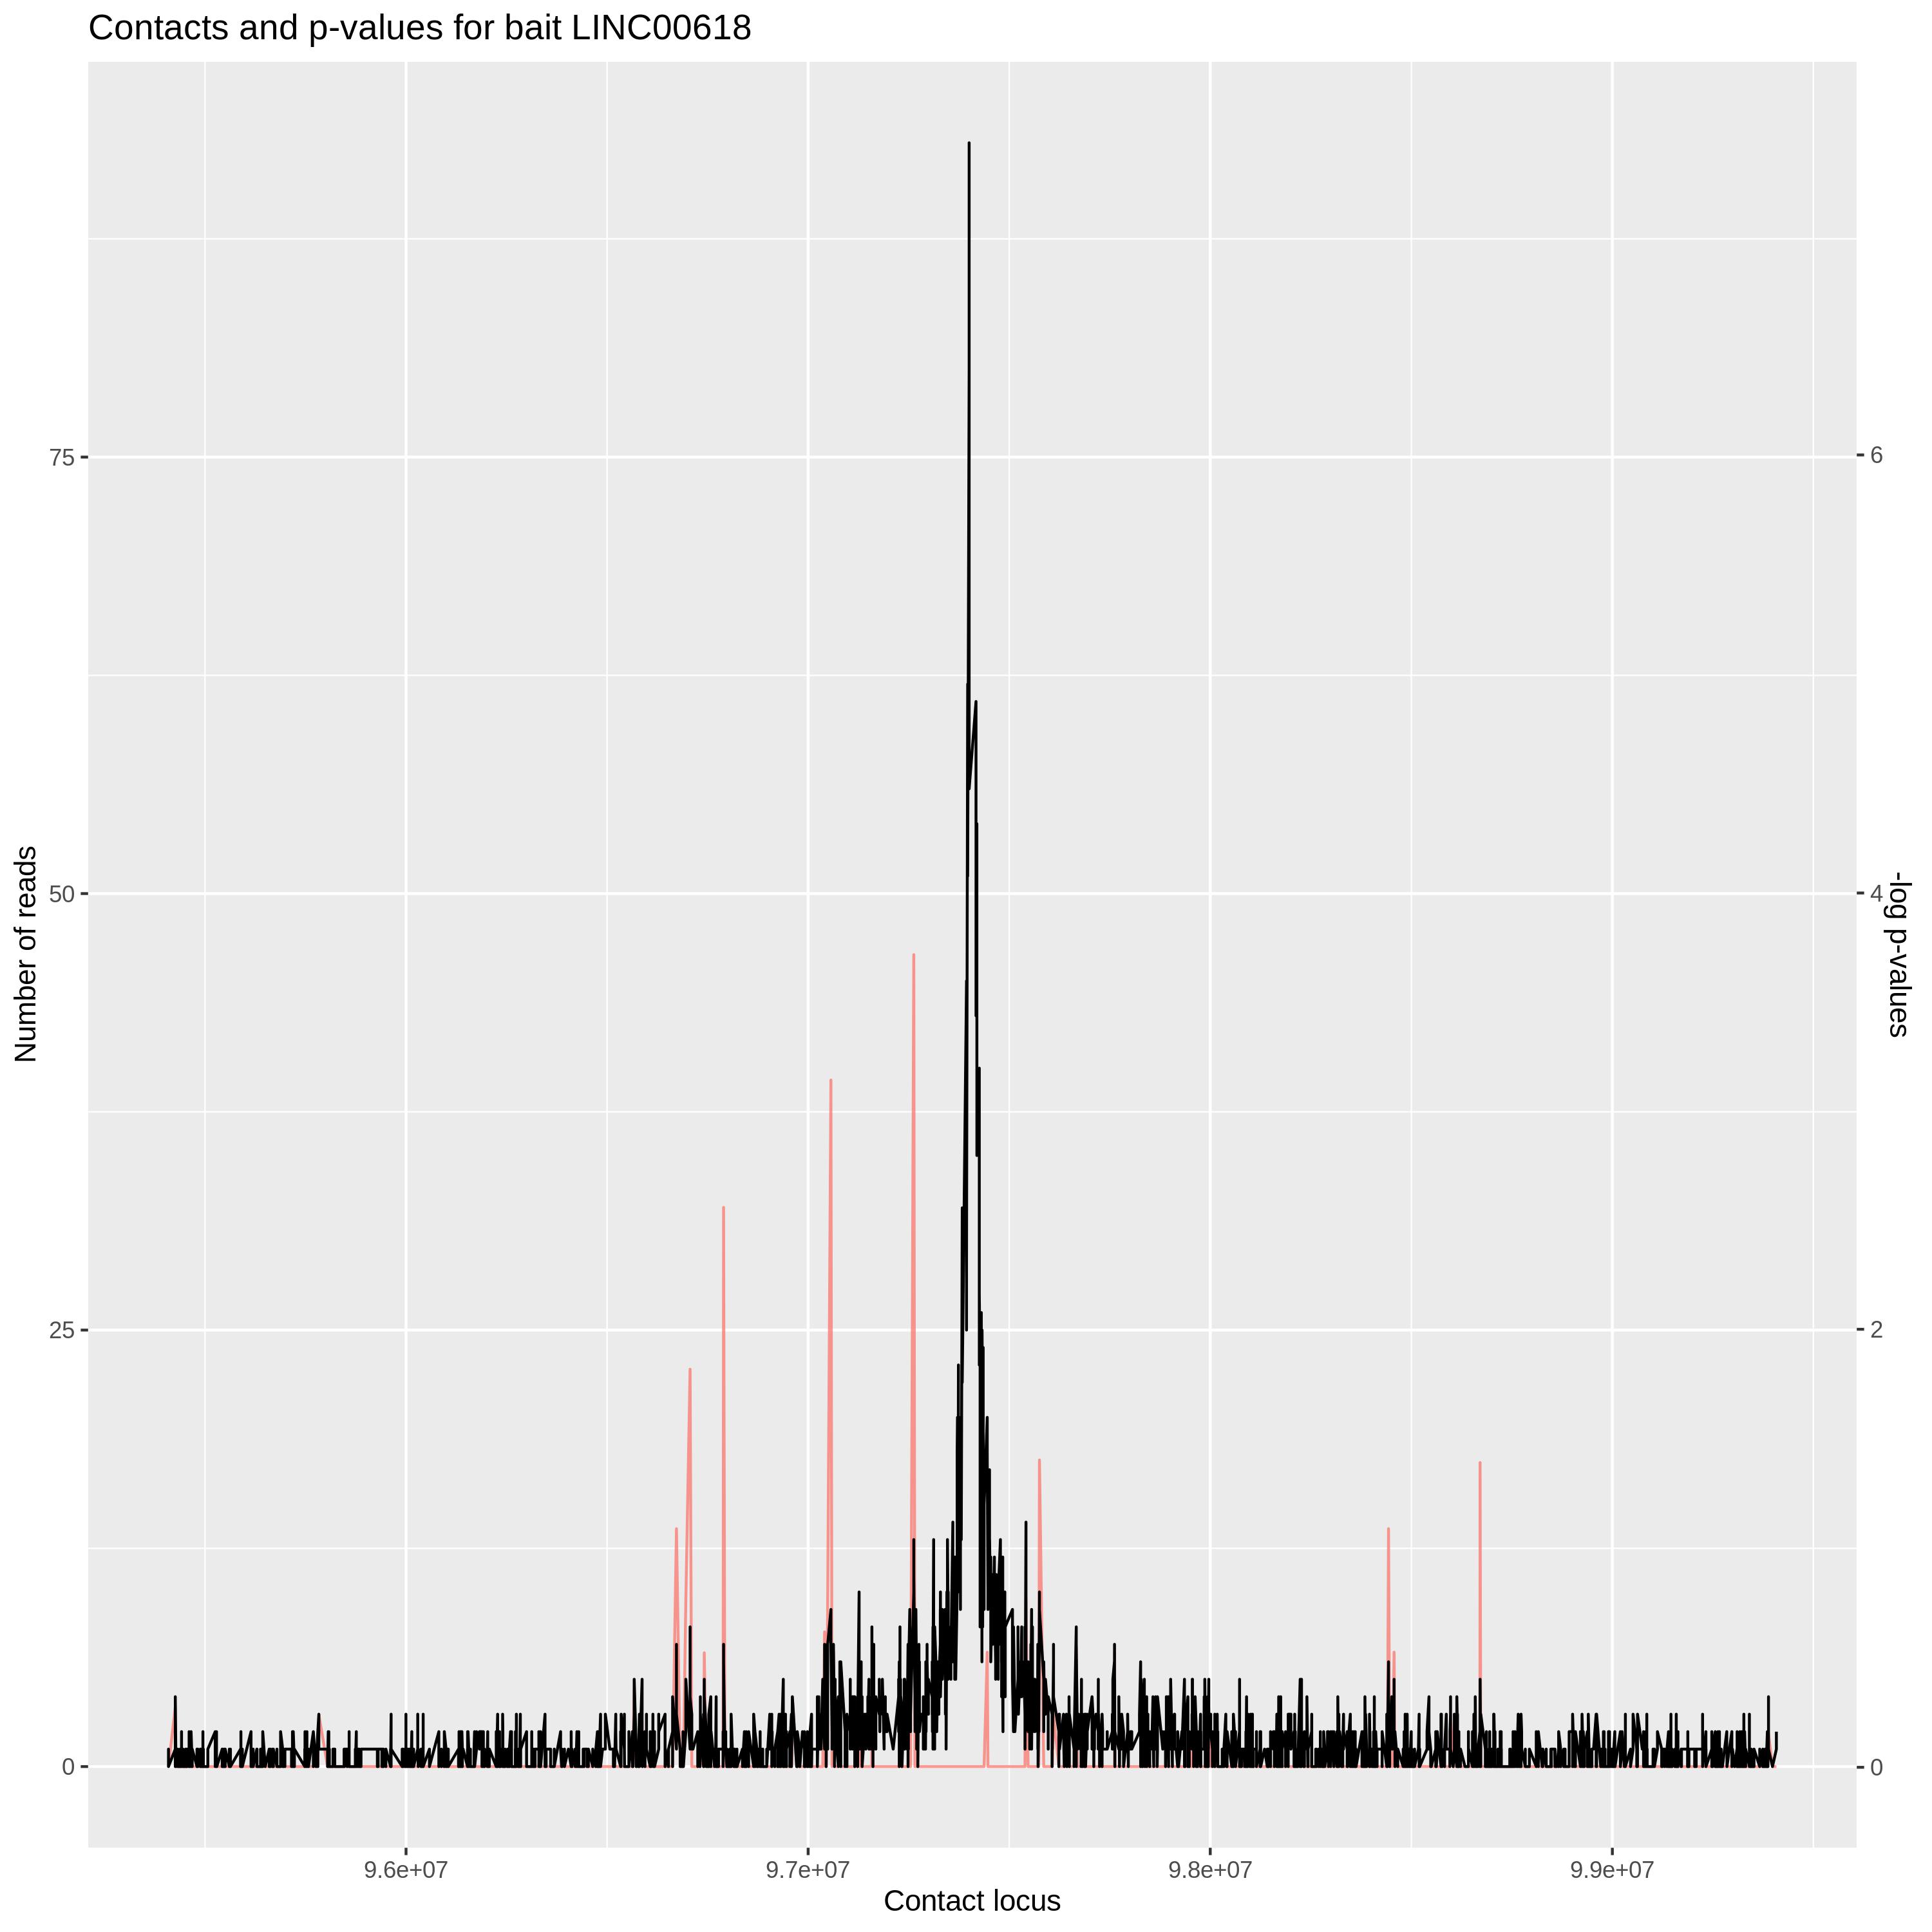 Contacts and p-values for bait LINC00618
75
50
25
0
6
4
2
0
Number of reads
-log p-values
9.6e+07
9.7e+07
9.8e+07
9.9e+07
Contact locus